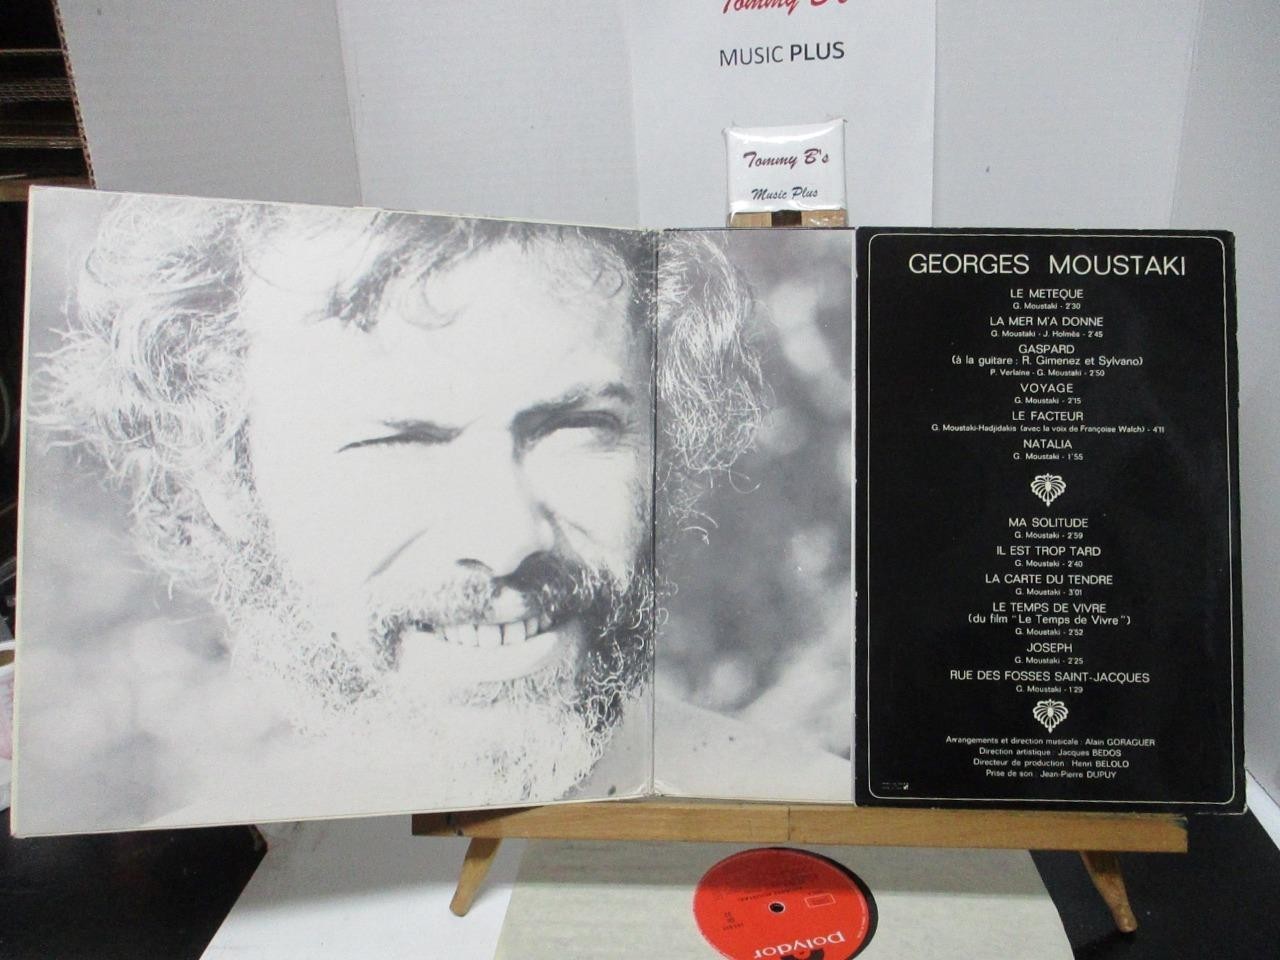 Tommy B's
MUSIC PLUS
Tommy B's
Music Plus
GEORGES MOUSTAKI
LE METEQUE
G. Moustaki - 2'30
LA MER M'A DONNE
G. Moustaki - J. Holmès - 2'45
GASPARD
(à la guitare : R. Gimenez et Sylvano)
P. Verlaine - G. Moustaki - 2'50
VOYAGE
G. Moustaki - 2'15
LE FACTEUR
G. Moustaki-Hadjidakis (avec la voix de Françoise Walch) - 4'11
NATALIA
G. Moustaki - 1'55
MA SOLITUDE
G. Moustaki - 2'59
IL EST TROP TARD
G. Moustaki - 2'40
LA CARTE DU TENDRE
G. Moustaki - 3'01
LE TEMPS DE VIVRE
(du film "Le Temps de Vivre")
G. Moustaki - 2'52
JOSEPH
G. Moustaki - 2'25
RUE DES FOSSES SAINT-JACQUES
G. Moustaki - 1'29
Arrangements et direction musicale : Alain GORAGUER
Direction artistique : Jacques BEDOS
Directeur de production : Henri BELOLO
Prise de son : Jean-Pierre DUPUY
polydor